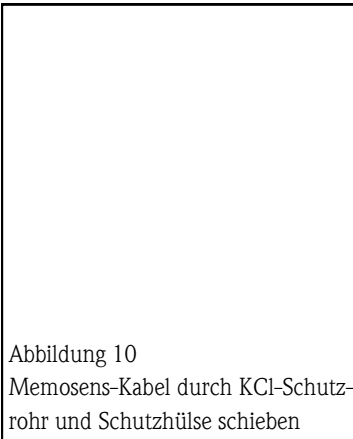 Abbildung 10
Memosens-Kabel durch KCl-Schutz-
rohr und Schutzhülse schieben